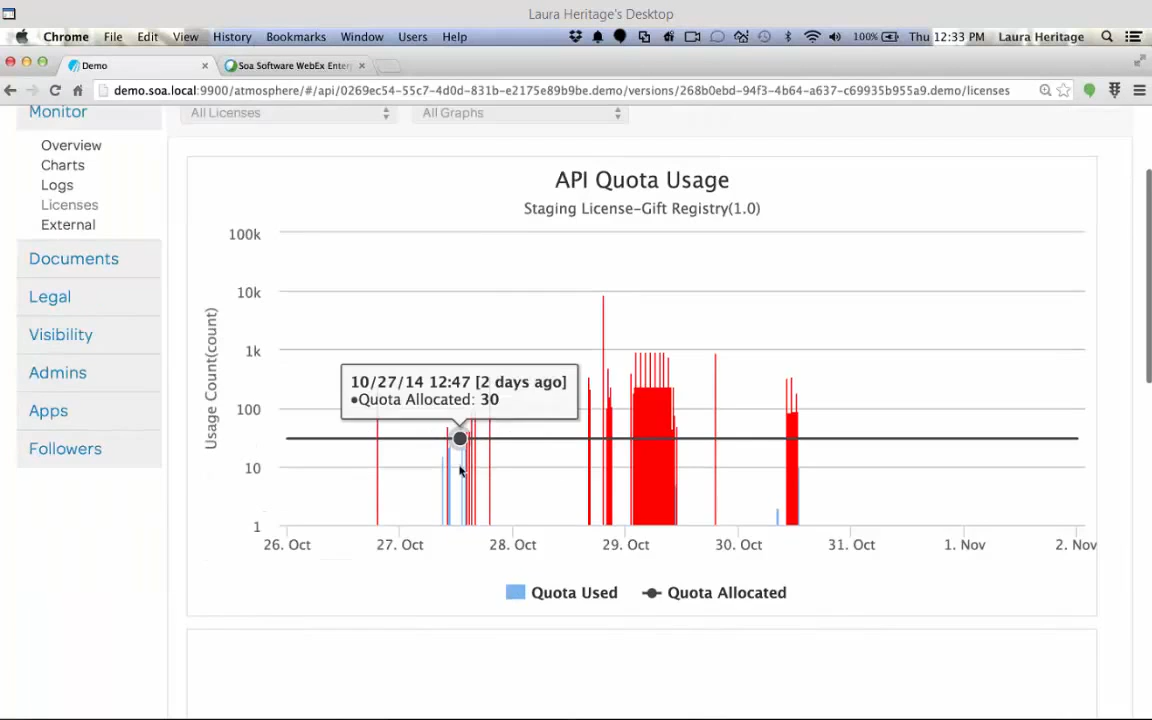 Laura Heritage's Desktop
Chrome File Edit View History Bookmarks Window Users Help 100% Thu 12:33 PM Laura Heritage
Demo × Soa Software WebEx Enter ×
demo.soa.local:9900/atmosphere/#/api/0269ec54-55c7-4d0d-831b-e2175e89b9be.demo/versions/268b0ebd-94f3-4b64-a637-c69935b955a9.demo/licenses
Monitor
All Licenses All Graphs
Overview
Charts
Logs
Licenses
External
Documents
Legal
Visibility
Admins
Apps
Followers
API Quota Usage
Staging License-Gift Registry(1.0)
Usage Count(count)
100k
10k
1k
100
10
1
10/27/14 12:47 [2 days ago]
●Quota Allocated: 30
26. Oct 27. Oct 28. Oct 29. Oct 30. Oct 31. Oct 1. Nov 2. Nov
Quota Used Quota Allocated